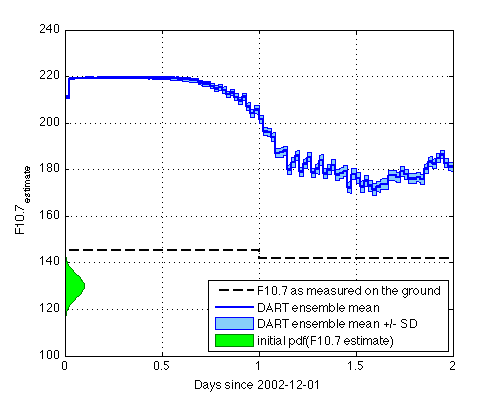 240
220
200
180
160
140
120
100
F10.7 estimate
0
0.5
1
1.5
2
Days since 2002-12-01
F10.7 as measured on the ground
DART ensemble mean
DART ensemble mean +/- SD
initial pdf(F10.7 estimate)